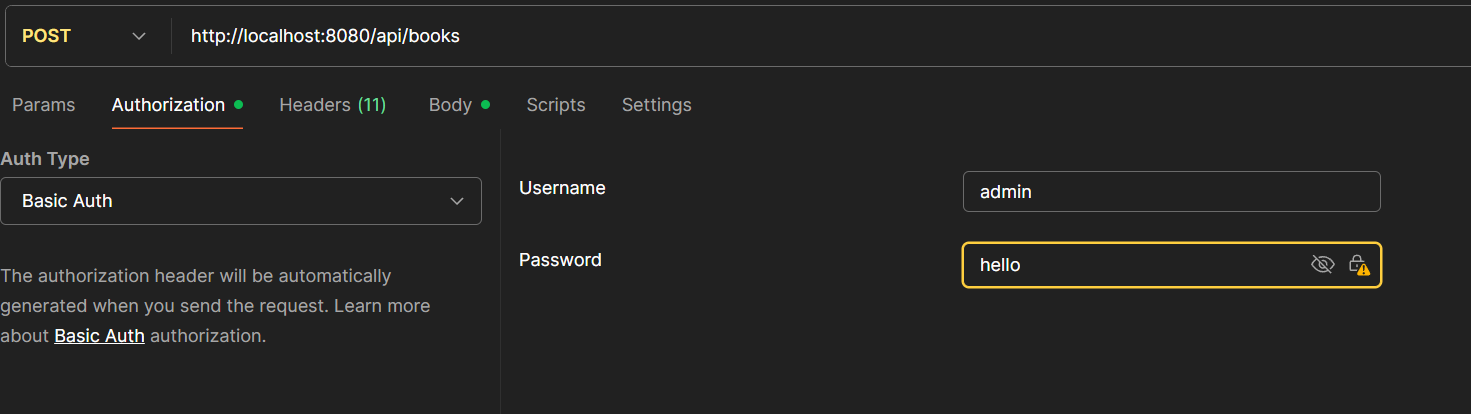 POST http://localhost:8080/api/books
Params Authorization Headers (11) Body Scripts Settings
Auth Type
Basic Auth
The authorization header will be automatically
generated when you send the request. Learn more
about Basic Auth authorization.
Username admin
Password hello